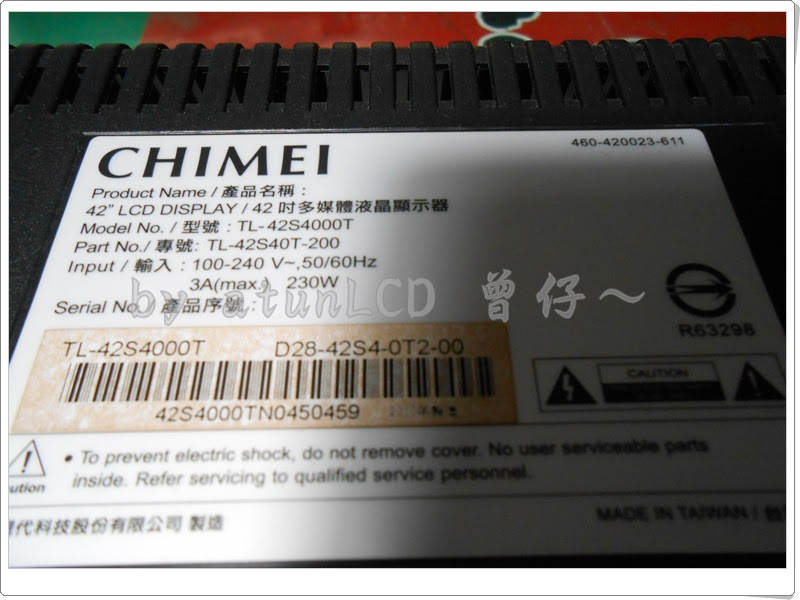 460-420023-611
CHIMEI
Product Name / 產品名稱 :
42" LCD DISPLAY / 42 吋多媒體液晶顯示器
Model No. / 型號 : TL-42S4000T
Part No./ 專號: TL-42S40T-200
Input / 輸入 : 100-240 V~,50/60Hz
3A(max.) 230W
by atunLCD 曾仔～
Serial No. 產品序號 :
R63298
TL-42S4000T D28-42S4-0T2-00
CAUTION
42S4000TN0450459
• To prevent electric shock, do not remove cover. No user serviceable parts
inside. Refer servicing to qualified service personnel.
代科技股份有限公司 製造
MADE IN TAIWAN /